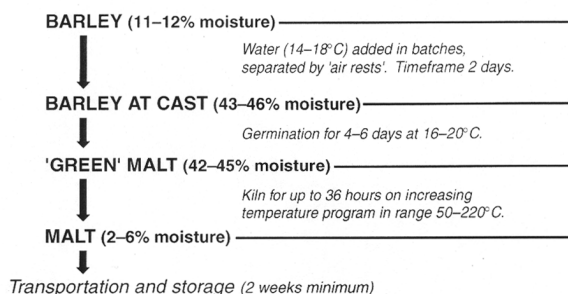 BARLEY (11–12% moisture)
Water (14–18°C) added in batches,
separated by 'air rests'. Timeframe 2 days.
BARLEY AT CAST (43–46% moisture)
Germination for 4–6 days at 16–20°C.
'GREEN' MALT (42–45% moisture)
Kiln for up to 36 hours on increasing
temperature program in range 50–220°C.
MALT (2–6% moisture)
Transportation and storage (2 weeks minimum)